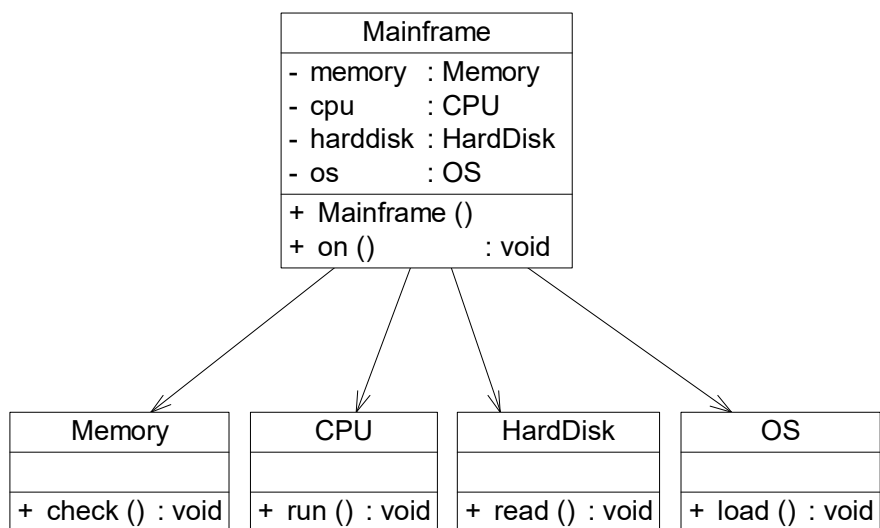 Mainframe
- memory : Memory
- cpu : CPU
- harddisk : HardDisk
- os : OS
+ Mainframe ()
+ on () : void
Memory
+ check () : void
CPU
+ run () : void
HardDisk
+ read () : void
OS
+ load () : void